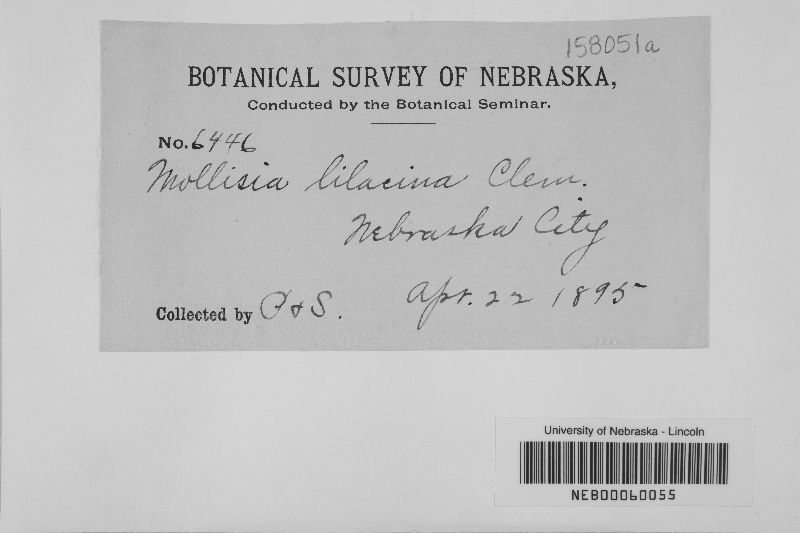 158051a
BOTANICAL SURVEY OF NEBRASKA,
Conducted by the Botanical Seminar.
No. 6446
Mollisia lilacina Clem.
Nebraska City
Collected by P & S. Apr. 22 1895
University of Nebraska - Lincoln
NEB00060055